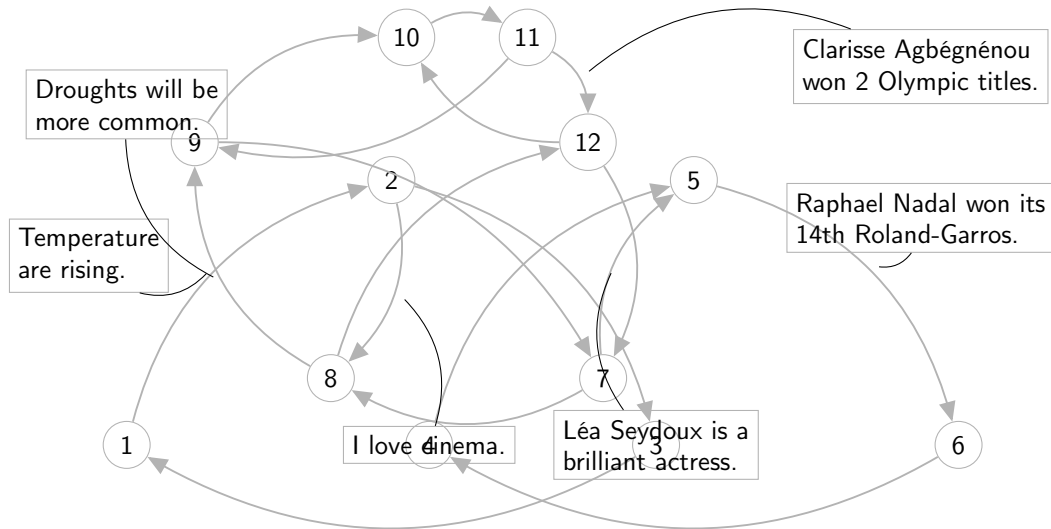 10
11
Clarisse Agbégnénou
won 2 Olympic titles.
Droughts will be
more common.
9
12
2
5
Raphael Nadal won its
14th Roland-Garros.
Temperature
are rising.
8
7
1
I love cinema.
4
Léa Seydoux is a
brilliant actress.
3
6